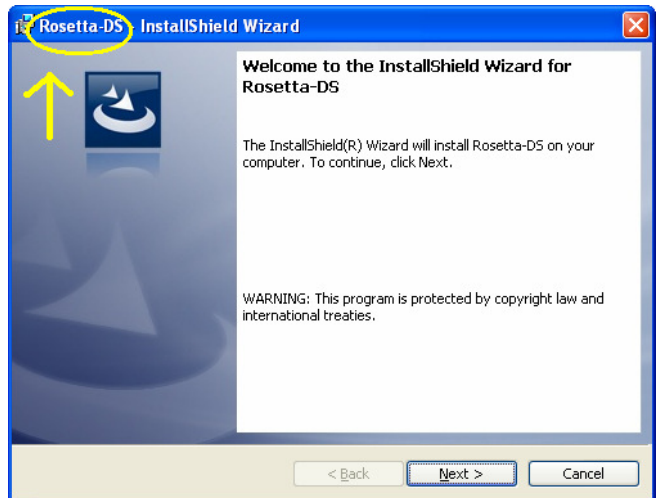 Rosetta-DS - InstallShield Wizard
Welcome to the InstallShield Wizard for
Rosetta-DS
The InstallShield(R) Wizard will install Rosetta-DS on your
computer. To continue, click Next.
WARNING: This program is protected by copyright law and
international treaties.
< Back Next > Cancel